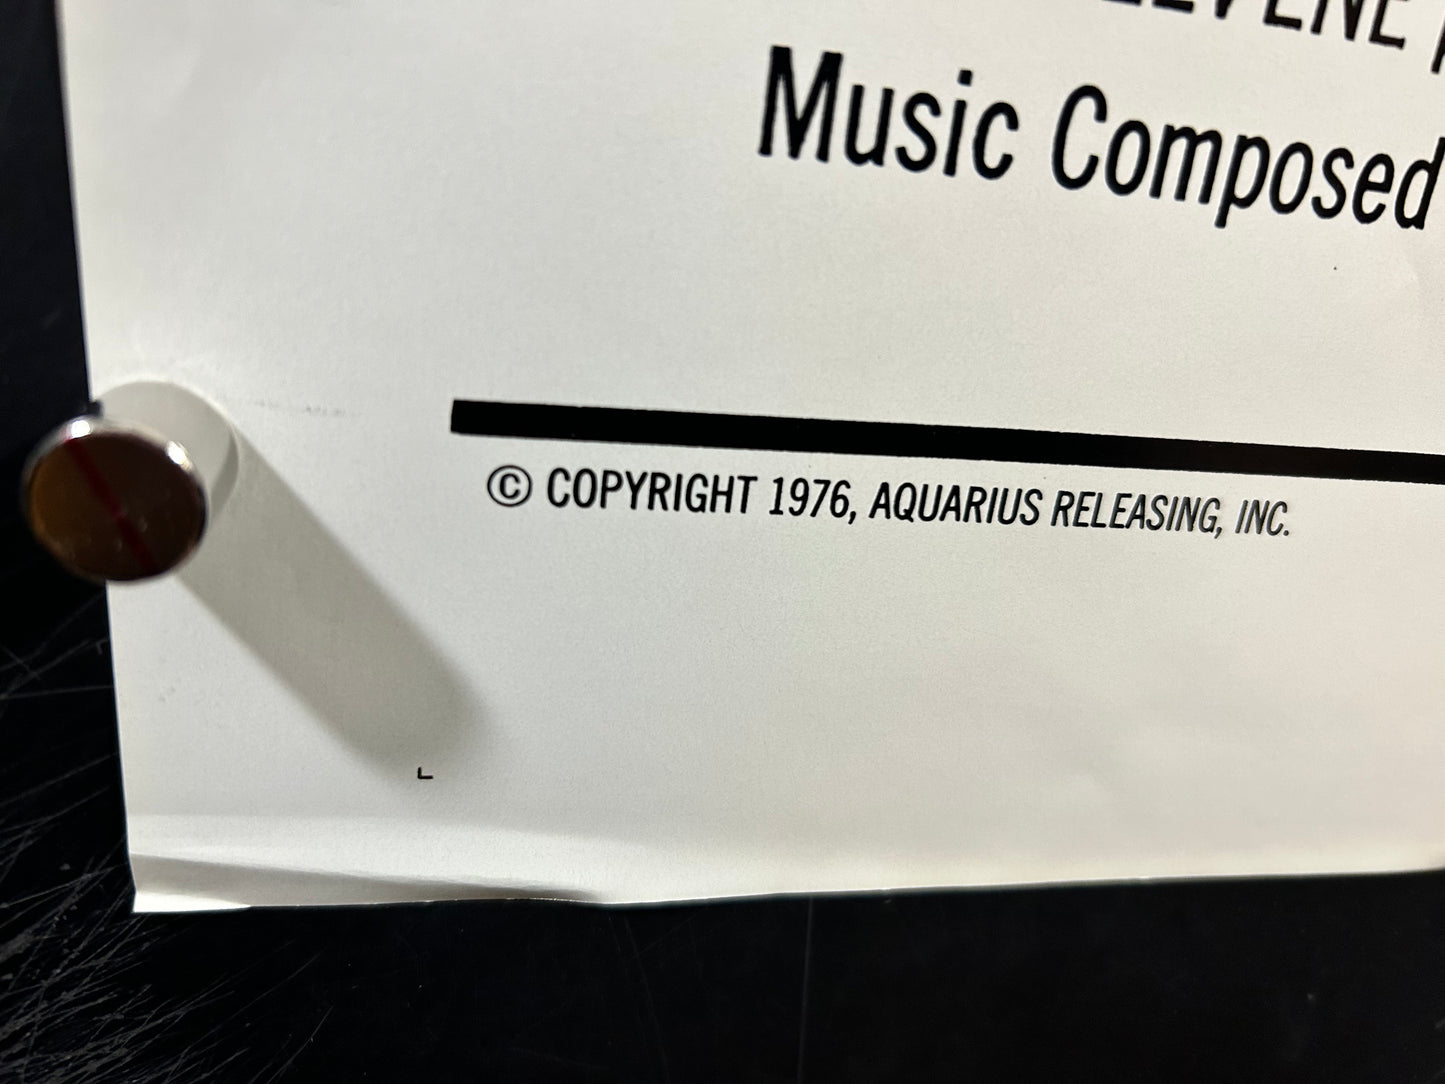 Music Composed
© COPYRIGHT 1976, AQUARIUS RELEASING, INC.